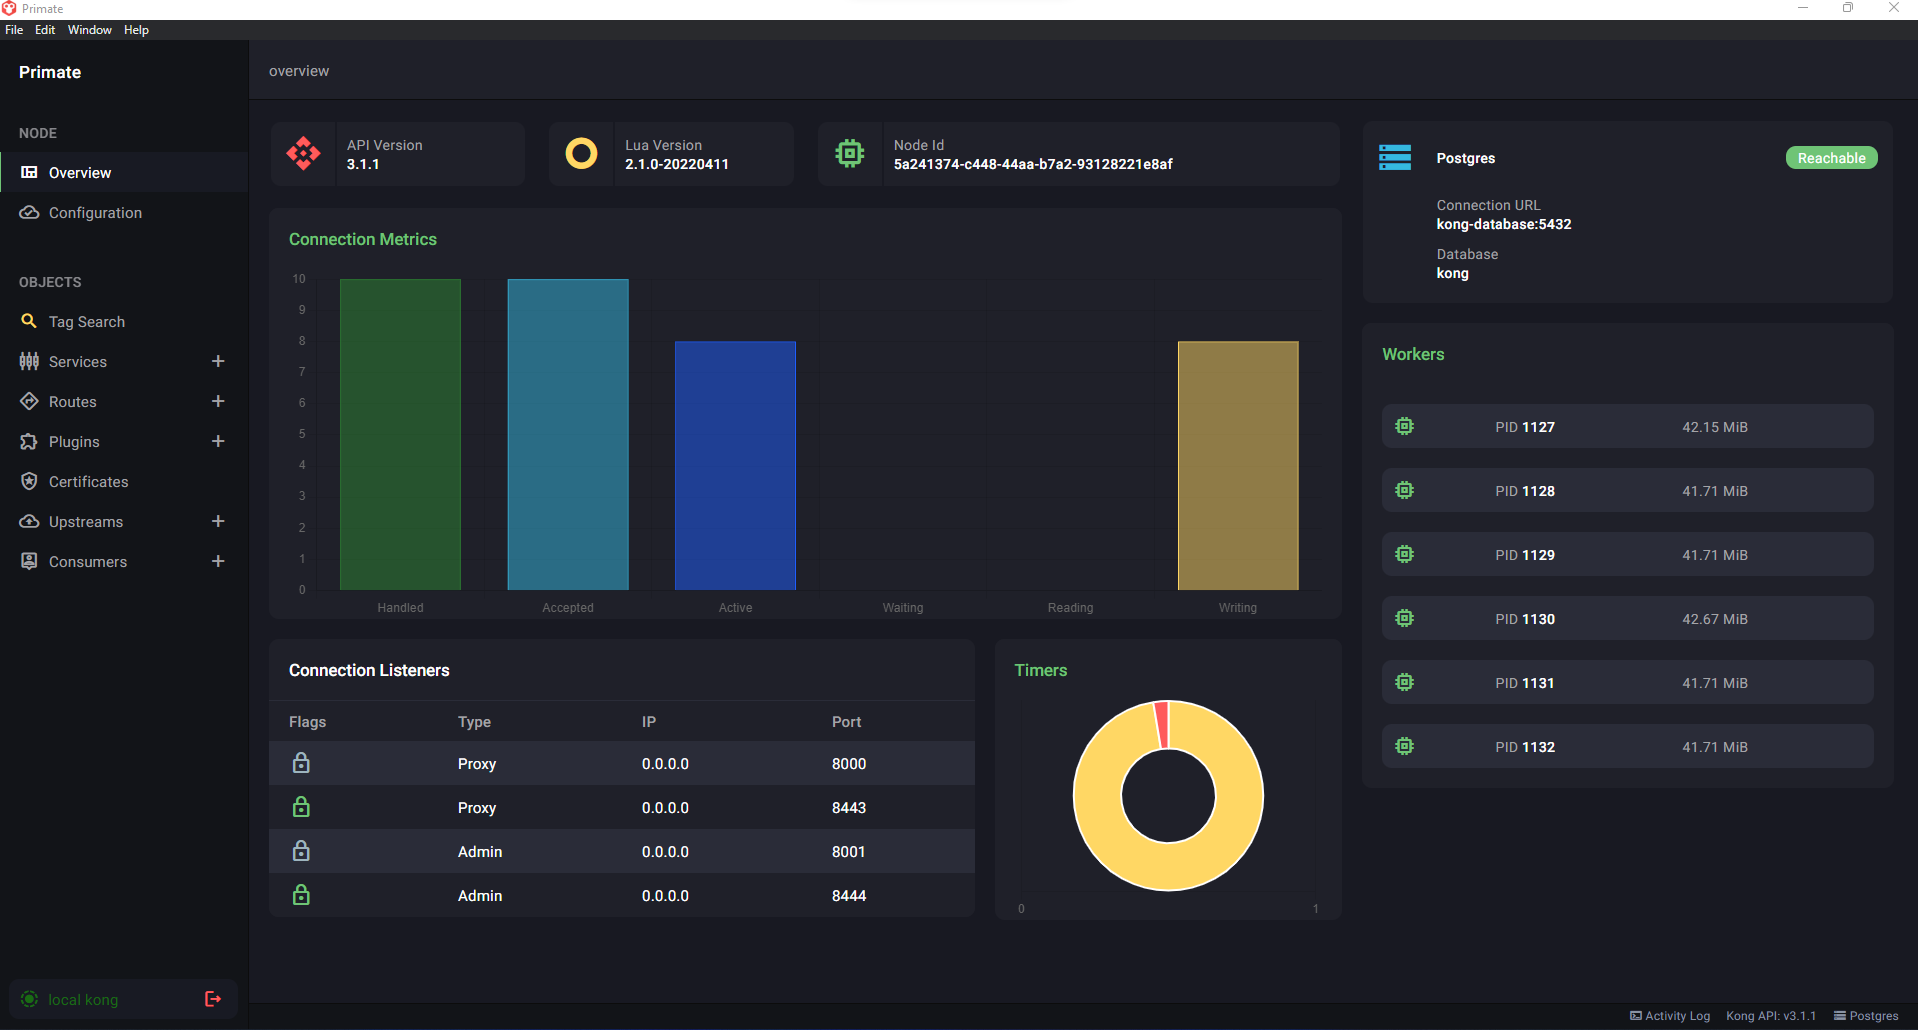 Primate
File Edit Window Help
Primate
NODE
Overview
Configuration
OBJECTS
Tag Search
Services +
Routes +
Plugins +
Certificates
Upstreams +
Consumers +
local kong
overview
API Version
3.1.1
Lua Version
2.1.0-20220411
Node Id
5a241374-c448-44aa-b7a2-93128221e8af
Connection Metrics
10
9
8
7
6
5
4
3
2
1
0
Handled Accepted Active Waiting Reading Writing
Connection Listeners
Flags Type IP Port
Proxy 0.0.0.0 8000
Proxy 0.0.0.0 8443
Admin 0.0.0.0 8001
Admin 0.0.0.0 8444
Timers
0 1
Postgres Reachable
Connection URL
kong-database:5432
Database
kong
Workers
PID 1127 42.15 MiB
PID 1128 41.71 MiB
PID 1129 41.71 MiB
PID 1130 42.67 MiB
PID 1131 41.71 MiB
PID 1132 41.71 MiB
Activity Log Kong API: v3.1.1 Postgres